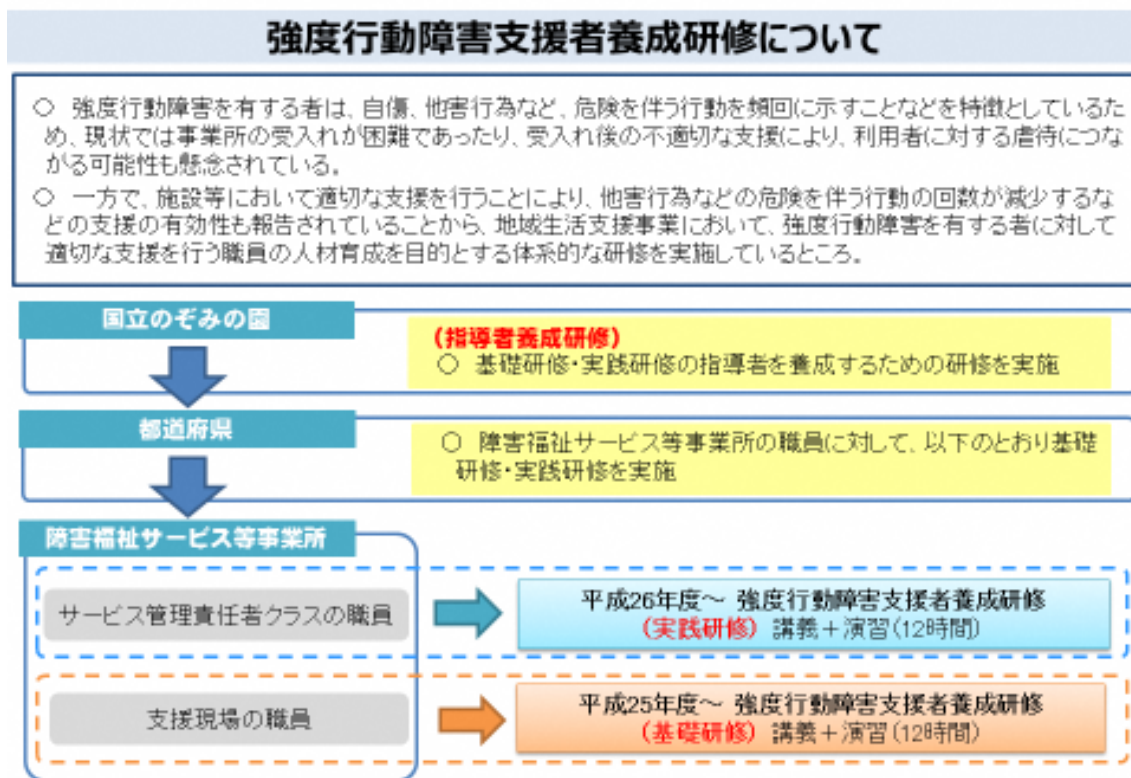 強度行動障害支援者養成研修について
○ 強度行動障害を有する者は、自傷、他害行為など、危険を伴う行動を頻回に示すことなどを特徴としているた
め、現状では事業所の受入れが困難であったり、受入れ後の不適切な支援により、利用者に対する虐待につな
がる可能性も懸念されている。
○ 一方で、施設等において適切な支援を行うことにより、他害行為などの危険を伴う行動の回数が減少するな
どの支援の有効性も報告されていることから、地域生活支援事業において、強度行動障害を有する者に対して
適切な支援を行う職員の人材育成を目的とする体系的な研修を実施しているところ。
国立のぞみの園
(指導者養成研修)
○ 基礎研修・実践研修の指導者を養成するための研修を実施
都道府県
○ 障害福祉サービス等事業所の職員に対して、以下のとおり基礎
研修・実践研修を実施
障害福祉サービス等事業所
サービス管理責任者クラスの職員
平成26年度～ 強度行動障害支援者養成研修
(実践研修) 講義＋演習(12時間)
支援現場の職員
平成25年度～ 強度行動障害支援者養成研修
(基礎研修) 講義＋演習(12時間)